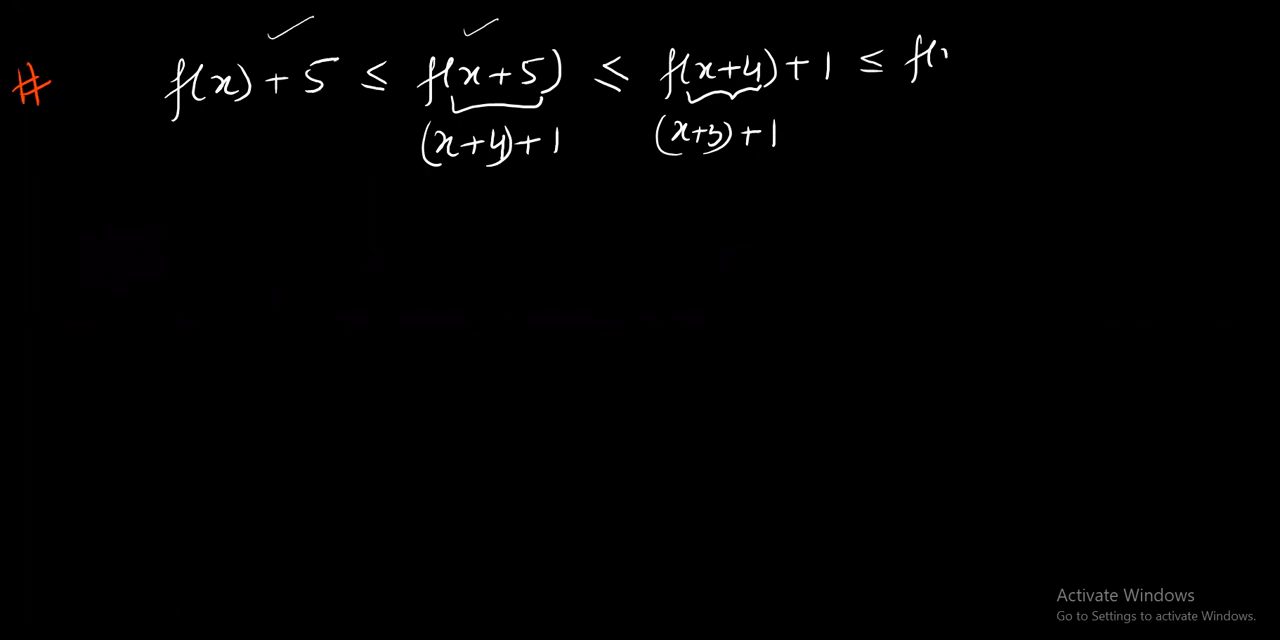 # f(x) + 5 ≤ f(x+5) ≤ f(x+4) + 1 ≤ f(
(x+4)+1 (x+3)+1
Activate Windows
Go to Settings to activate Windows.